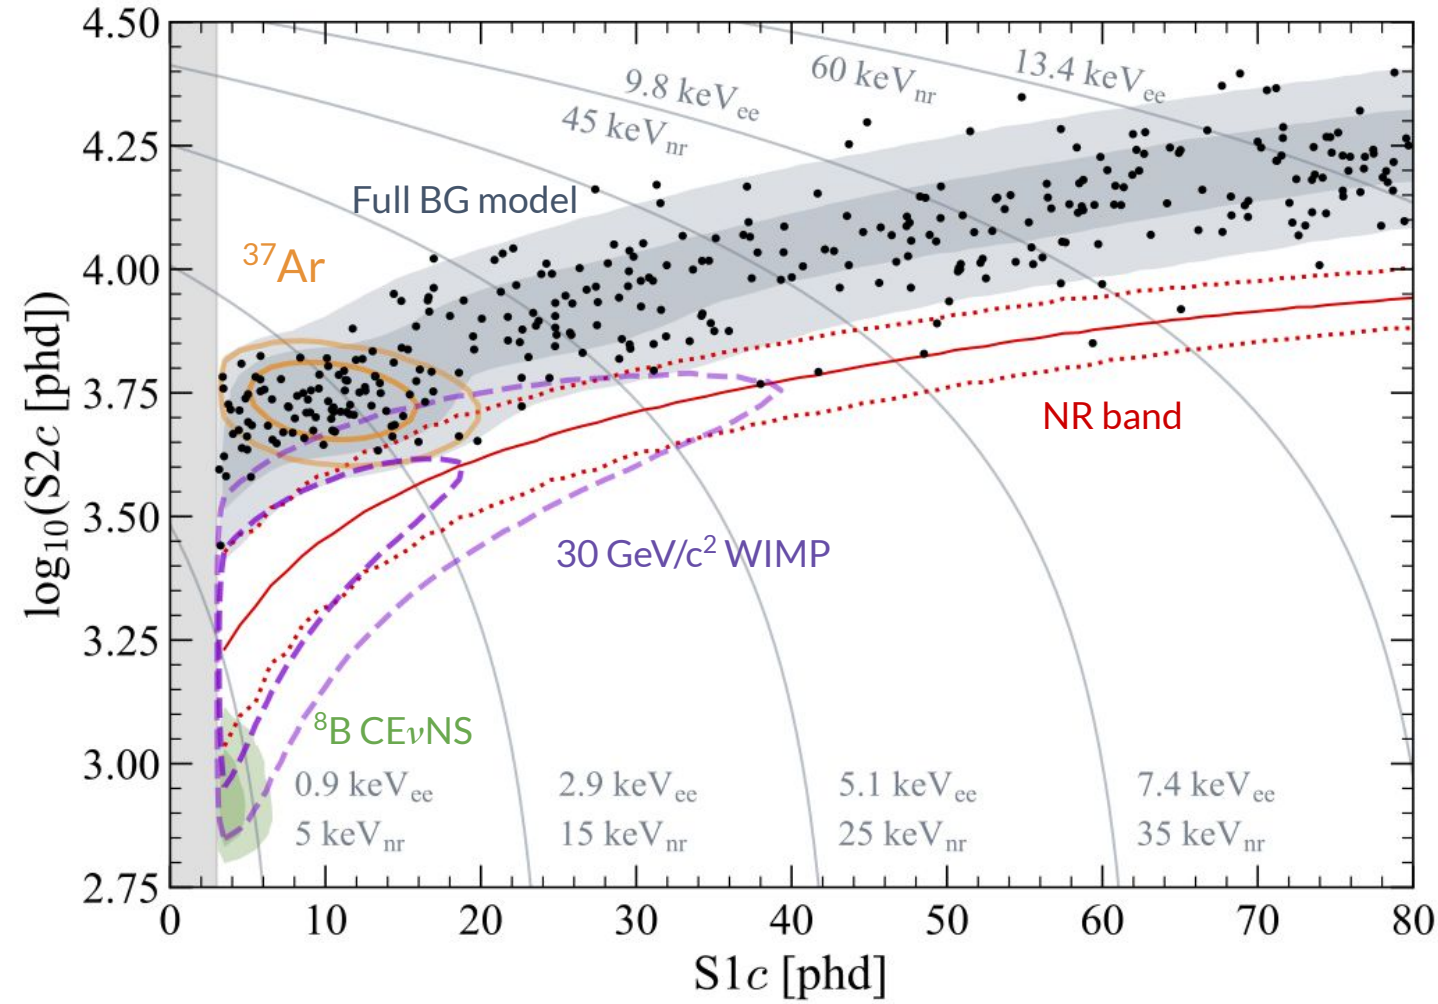 4.50
4.25
4.00
3.75
3.50
3.25
3.00
2.75
log₁₀(S2c [phd])
13.4 keVₑₑ
60 keVₙᵣ
9.8 keVₑₑ
45 keVₙᵣ
Full BG model
³⁷Ar
NR band
30 GeV/c² WIMP
⁸B CEνNS
0.9 keVₑₑ
5 keVₙᵣ
2.9 keVₑₑ
15 keVₙᵣ
5.1 keVₑₑ
25 keVₙᵣ
7.4 keVₑₑ
35 keVₙᵣ
0 10 20 30 40 50 60 70 80
S1c [phd]